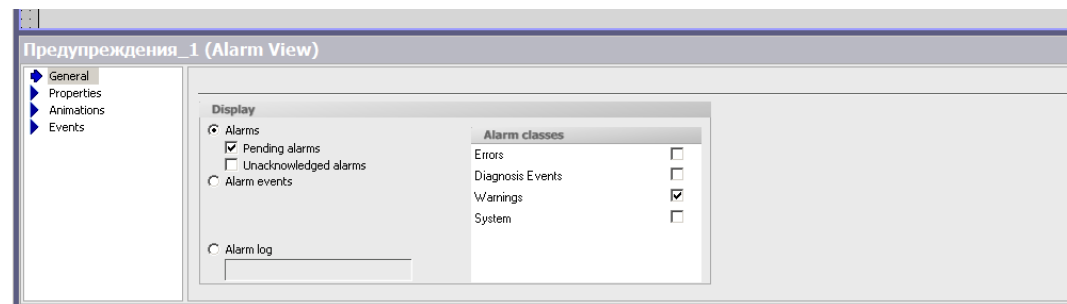 Предупреждения_1 (Alarm View)
General
Properties
Animations
Events
Display
Alarms
Pending alarms
Unacknowledged alarms
Alarm events
Alarm log
Alarm classes
Errors
Diagnosis Events
Warnings
System